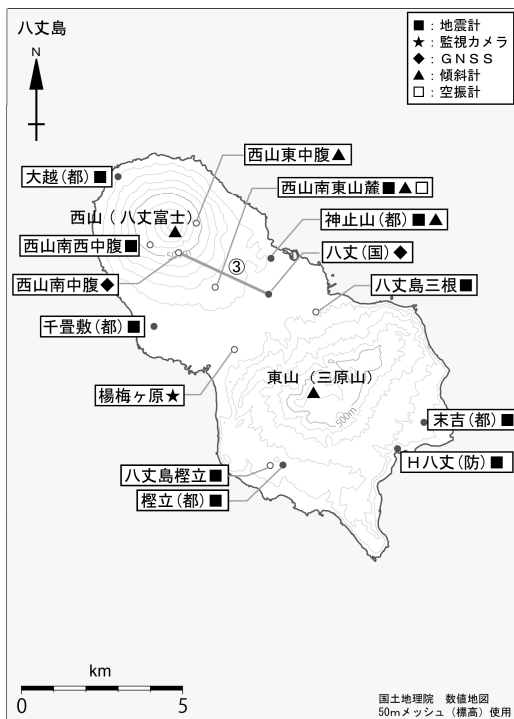 八丈島
N
■：地震計
★：監視カメラ
◆：ＧＮＳＳ
▲：傾斜計
□：空振計
西山東中腹▲
大越(都)■
西山南東山麓■▲□
西山（八丈富士）
神止山(都)■▲
西山南西中腹■
500m
③
八丈(国)◆
西山南中腹◆
八丈島三根■
千畳敷(都)■
東山（三原山）
楊梅ヶ原★
500m
末吉(都)■
Ｈ八丈(防)■
八丈島樫立■
樫立(都)■
km
0 5
国土地理院　数値地図
50mメッシュ（標高）使用